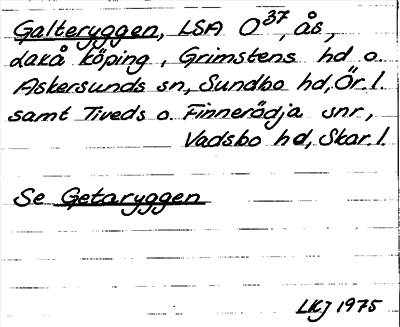 Galteryggen, LSA O37, ås,
Laxå köping, Grimstens hd o.
Askersunds sn, Sundbo hd, Ör. l.
samt Tiveds o. Finnerödja snr,
Vadsbo hd, Skar. l.
Se Getaryggen
LKJ 1975